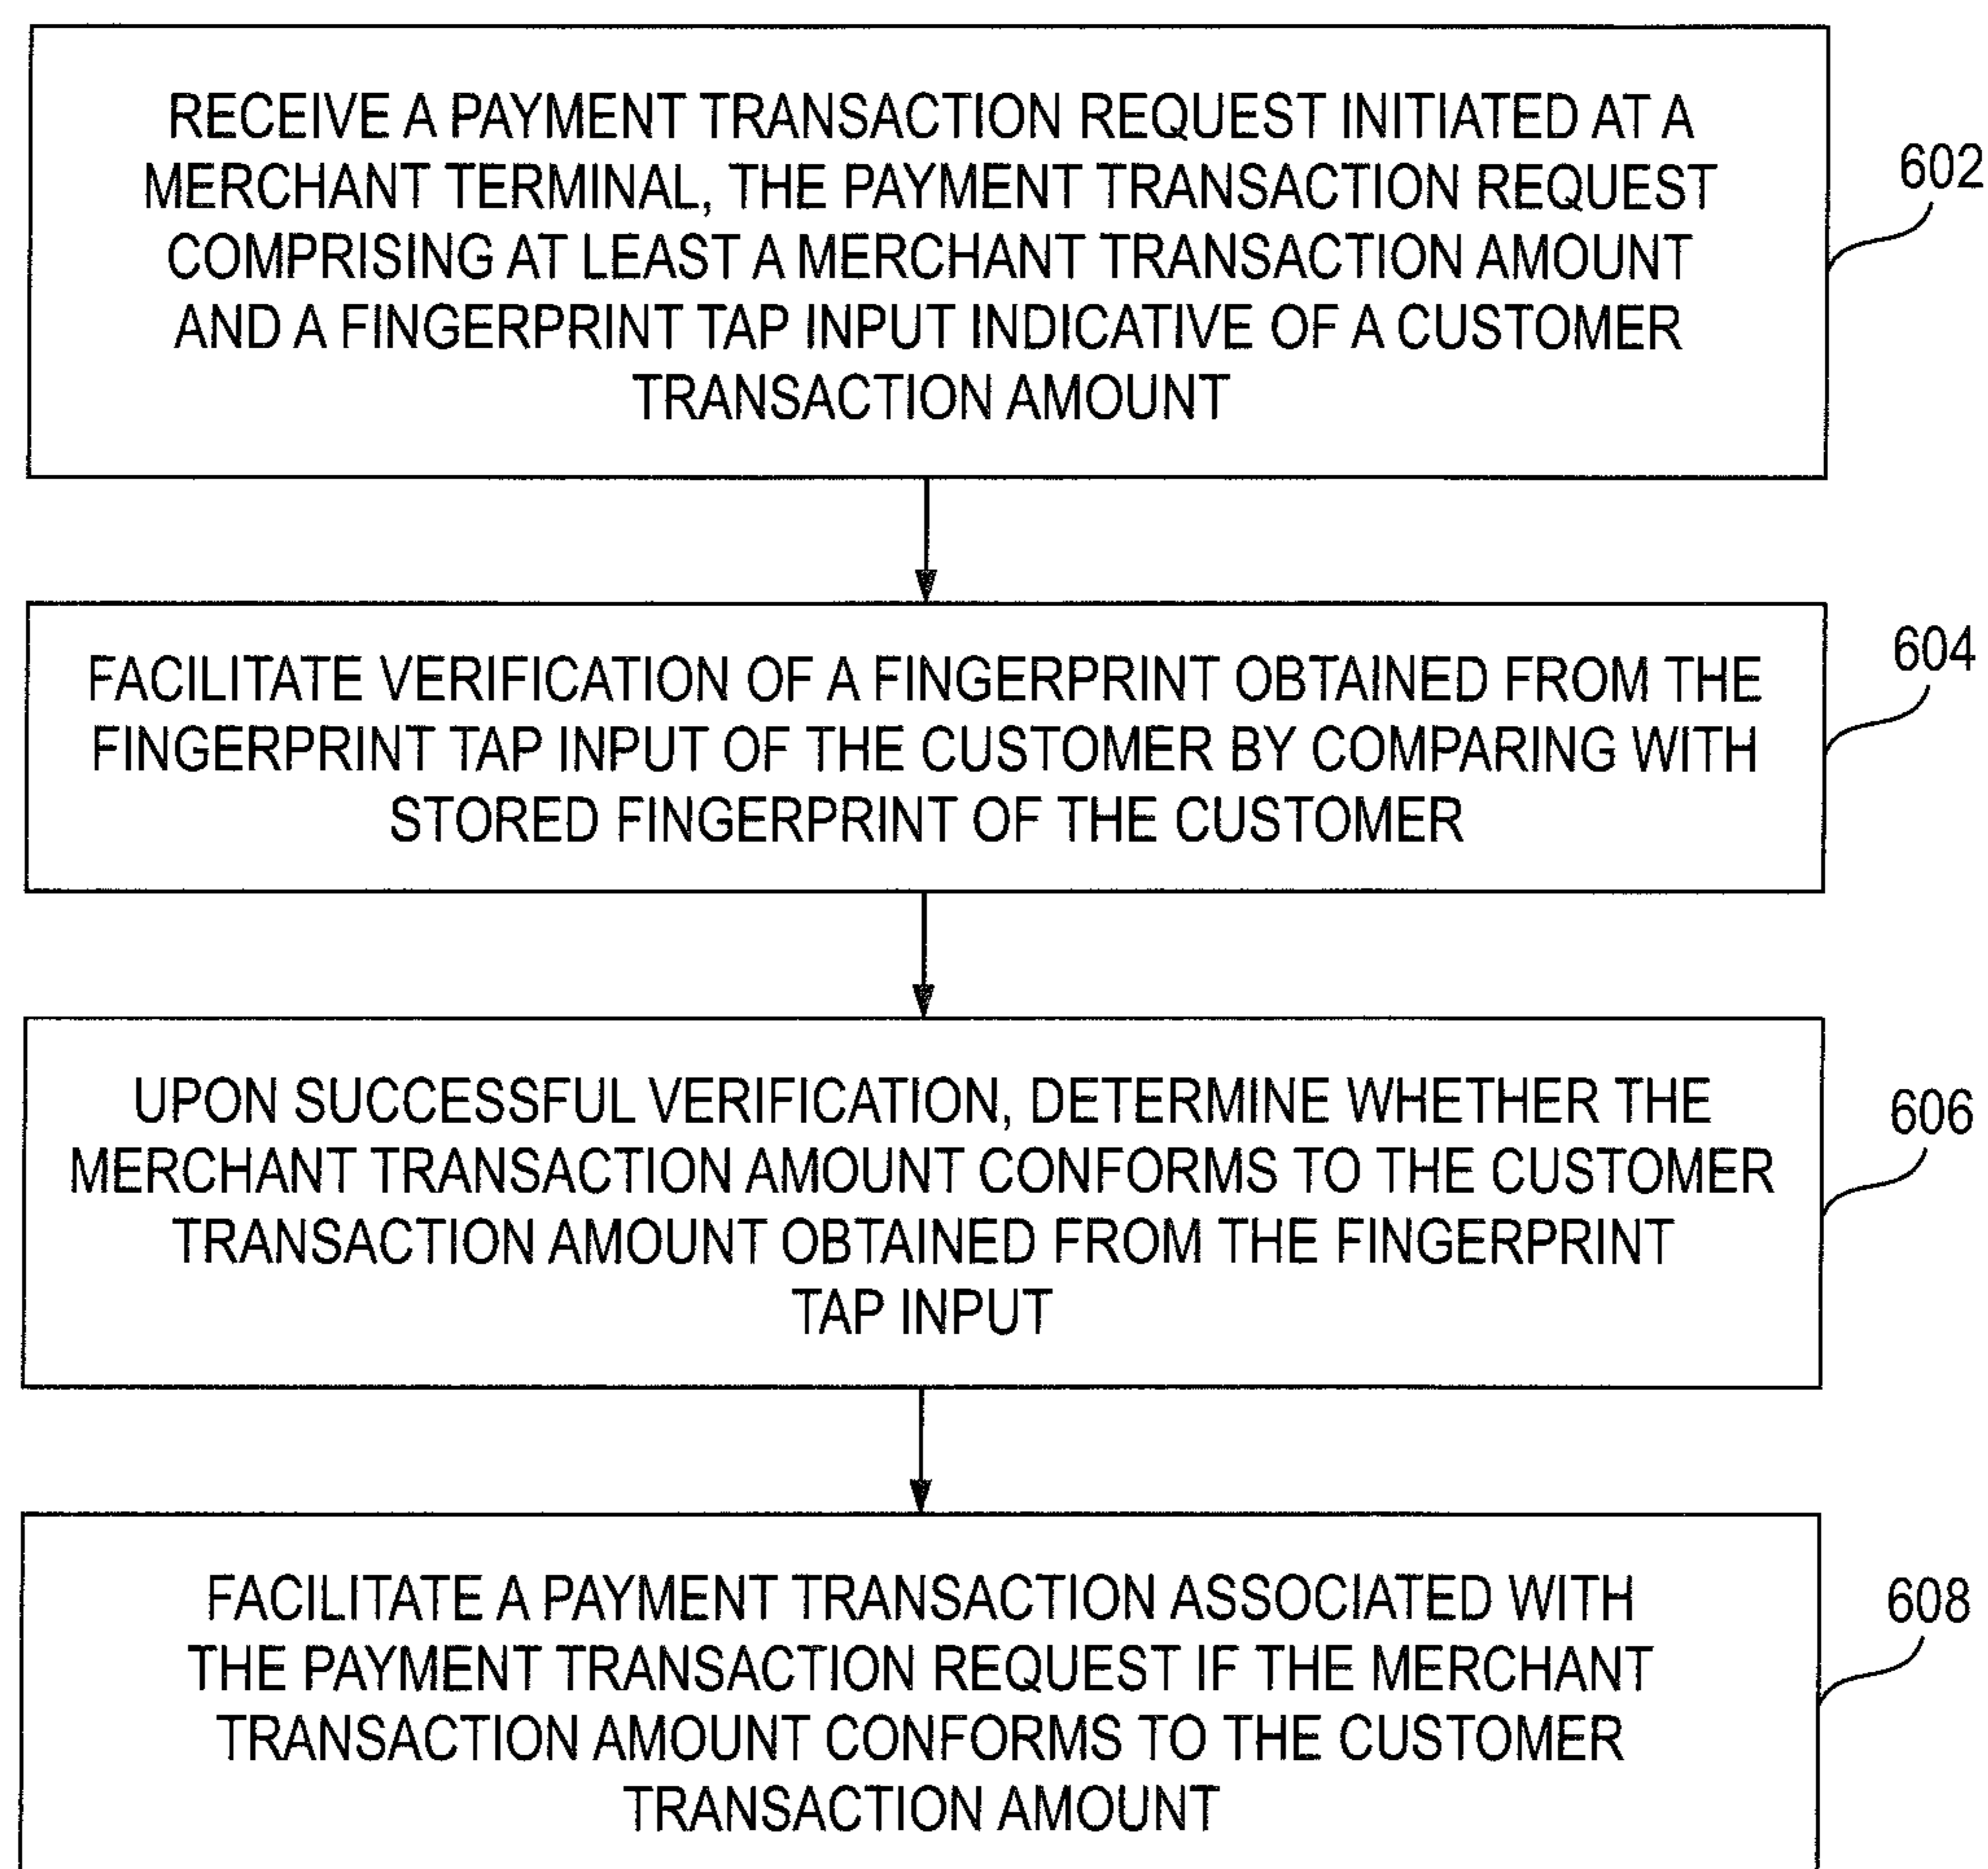 RECEIVE A PAYMENT TRANSACTION REQUEST INITIATED AT A
MERCHANT TERMINAL, THE PAYMENT TRANSACTION REQUEST
COMPRISING AT LEAST A MERCHANT TRANSACTION AMOUNT
AND A FINGERPRINT TAP INPUT INDICATIVE OF A CUSTOMER
TRANSACTION AMOUNT
602
FACILITATE VERIFICATION OF A FINGERPRINT OBTAINED FROM THE
FINGERPRINT TAP INPUT OF THE CUSTOMER BY COMPARING WITH
STORED FINGERPRINT OF THE CUSTOMER
604
UPON SUCCESSFUL VERIFICATION, DETERMINE WHETHER THE
MERCHANT TRANSACTION AMOUNT CONFORMS TO THE CUSTOMER
TRANSACTION AMOUNT OBTAINED FROM THE FINGERPRINT
TAP INPUT
606
FACILITATE A PAYMENT TRANSACTION ASSOCIATED WITH
THE PAYMENT TRANSACTION REQUEST IF THE MERCHANT
TRANSACTION AMOUNT CONFORMS TO THE CUSTOMER
TRANSACTION AMOUNT
608